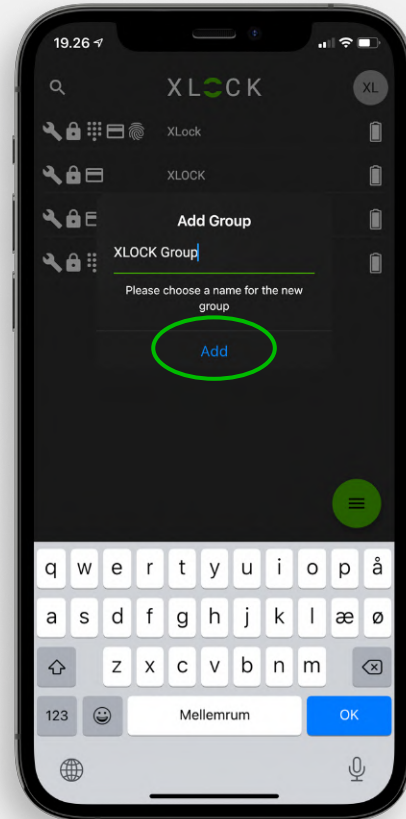 19.26
XLOCK
XL
XLock
XLOCK
Add Group
XLOCK Group
Please choose a name for the new
group
Add
q w e r t y u i o p å
a s d f g h j k l æ ø
z x c v b n m
123 Mellemrum OK